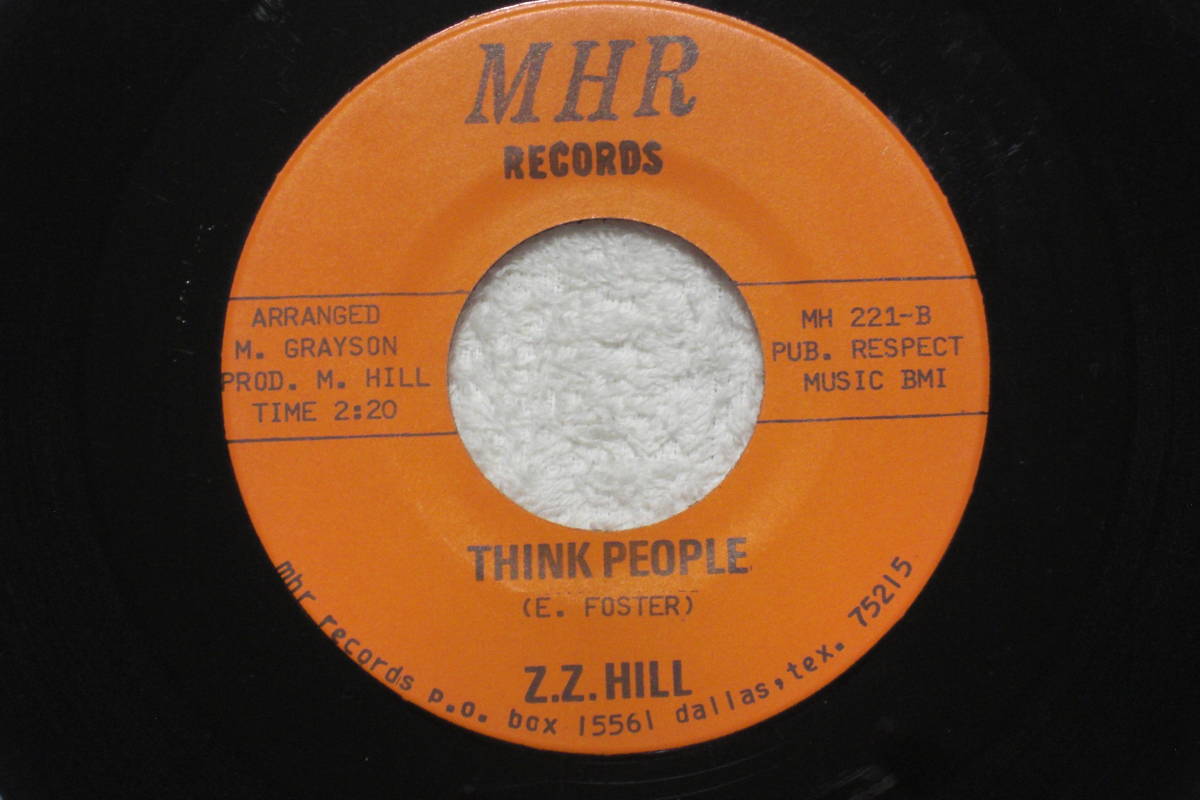 MHR
RECORDS
ARRANGED
M. GRAYSON
PROD. M. HILL
TIME 2:20
MH 221-B
PUB. RESPECT
MUSIC BMI
THINK PEOPLE
(E. FOSTER)
Z.Z. HILL
mhr records p.o. box 15561 dallas, tex. 75215